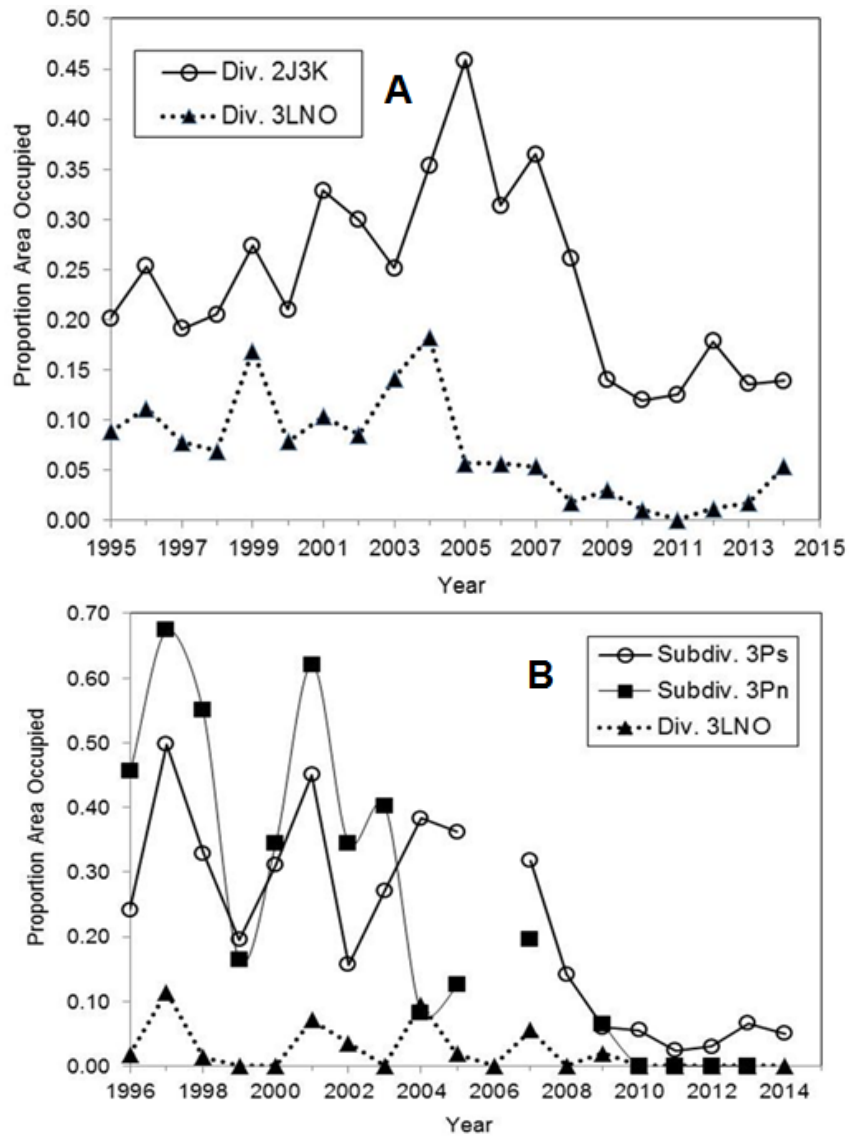 0.50
0.45
0.40
0.35
0.30
0.25
0.20
0.15
0.10
0.05
0.00
Proportion Area Occupied
Div. 2J3K
Div. 3LNO
A
1995 1997 1999 2001 2003 2005 2007 2009 2011 2013 2015
Year
0.70
0.60
0.50
0.40
0.30
0.20
0.10
0.00
Proportion Area Occupied
B
Subdiv. 3Ps
Subdiv. 3Pn
Div. 3LNO
1996 1998 2000 2002 2004 2006 2008 2010 2012 2014
Year